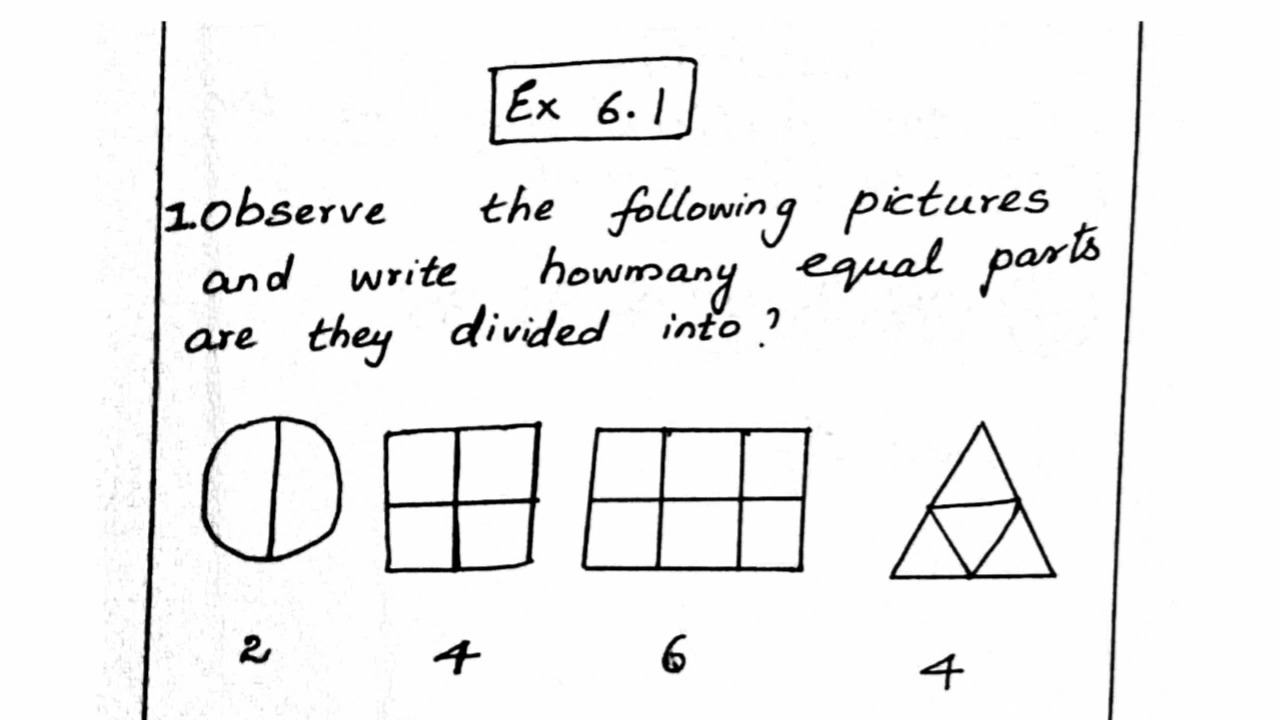 Ex 6.1
1.Observe the following pictures
and write howmany equal parts
are they divided into?
2 4 6 4